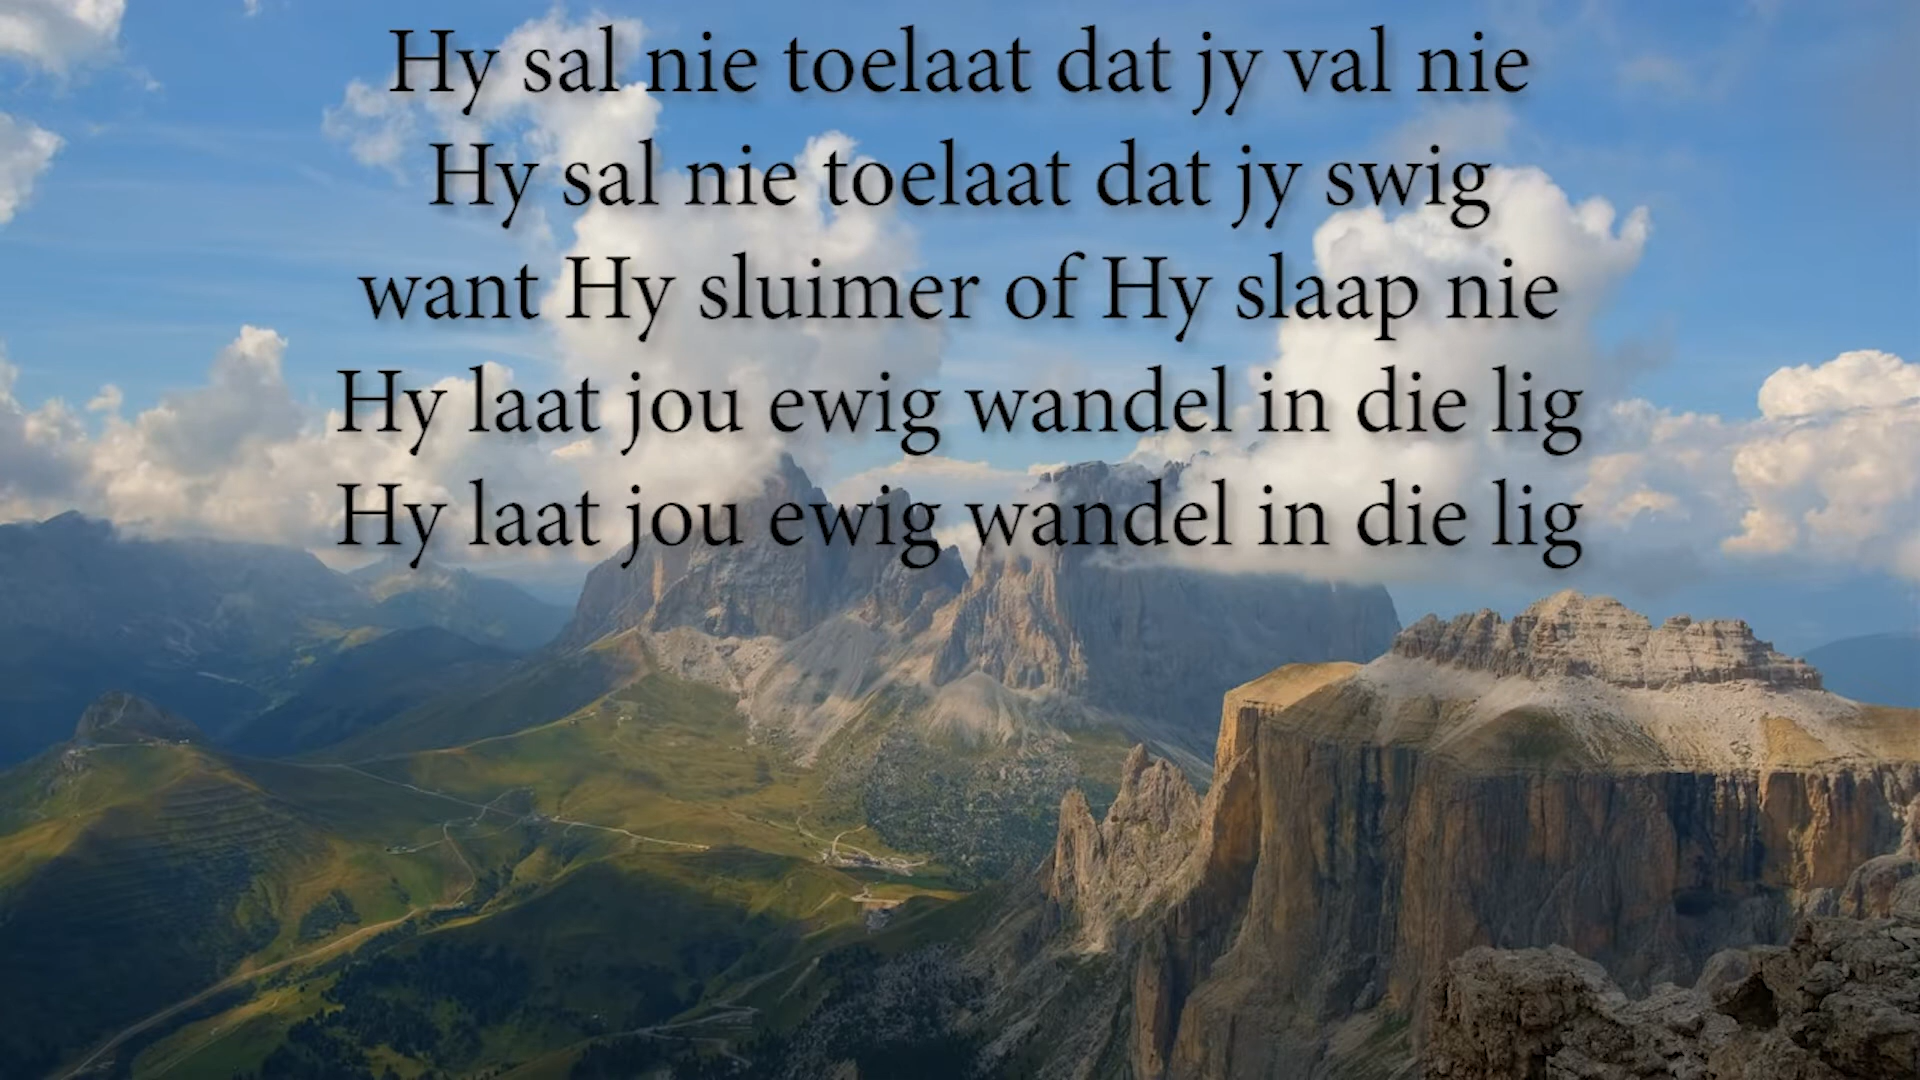 Hy sal nie toelaat dat jy val nie
Hy sal nie toelaat dat jy swig
want Hy sluimer of Hy slaap nie
Hy laat jou ewig wandel in die lig
Hy laat jou ewig wandel in die lig